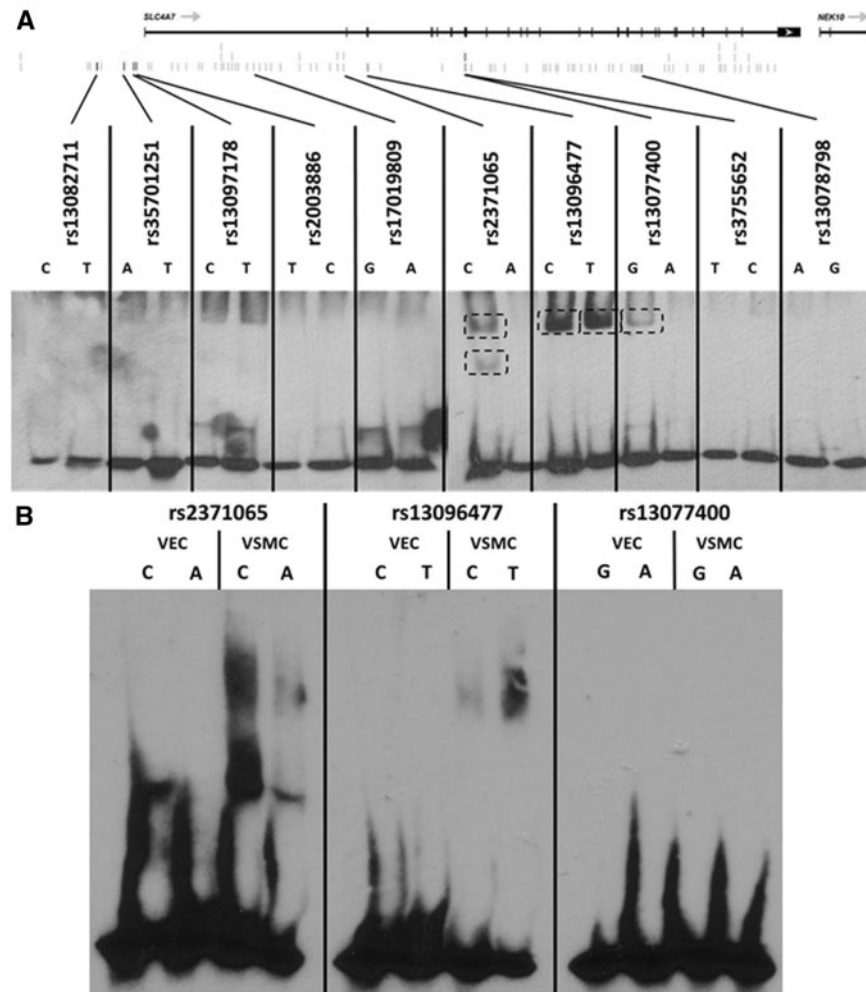 A
SLC4A7
NEK10
rs13082711
rs35701251
rs13097178
rs2003886
rs17019809
rs2371065
rs13096477
rs13077400
rs3755652
rs13078798
C T A T C T T C G A C A C T G A T C A G
B
rs2371065 rs13096477 rs13077400
VEC VSMC VEC VSMC VEC VSMC
C A C A C T C T G A G A